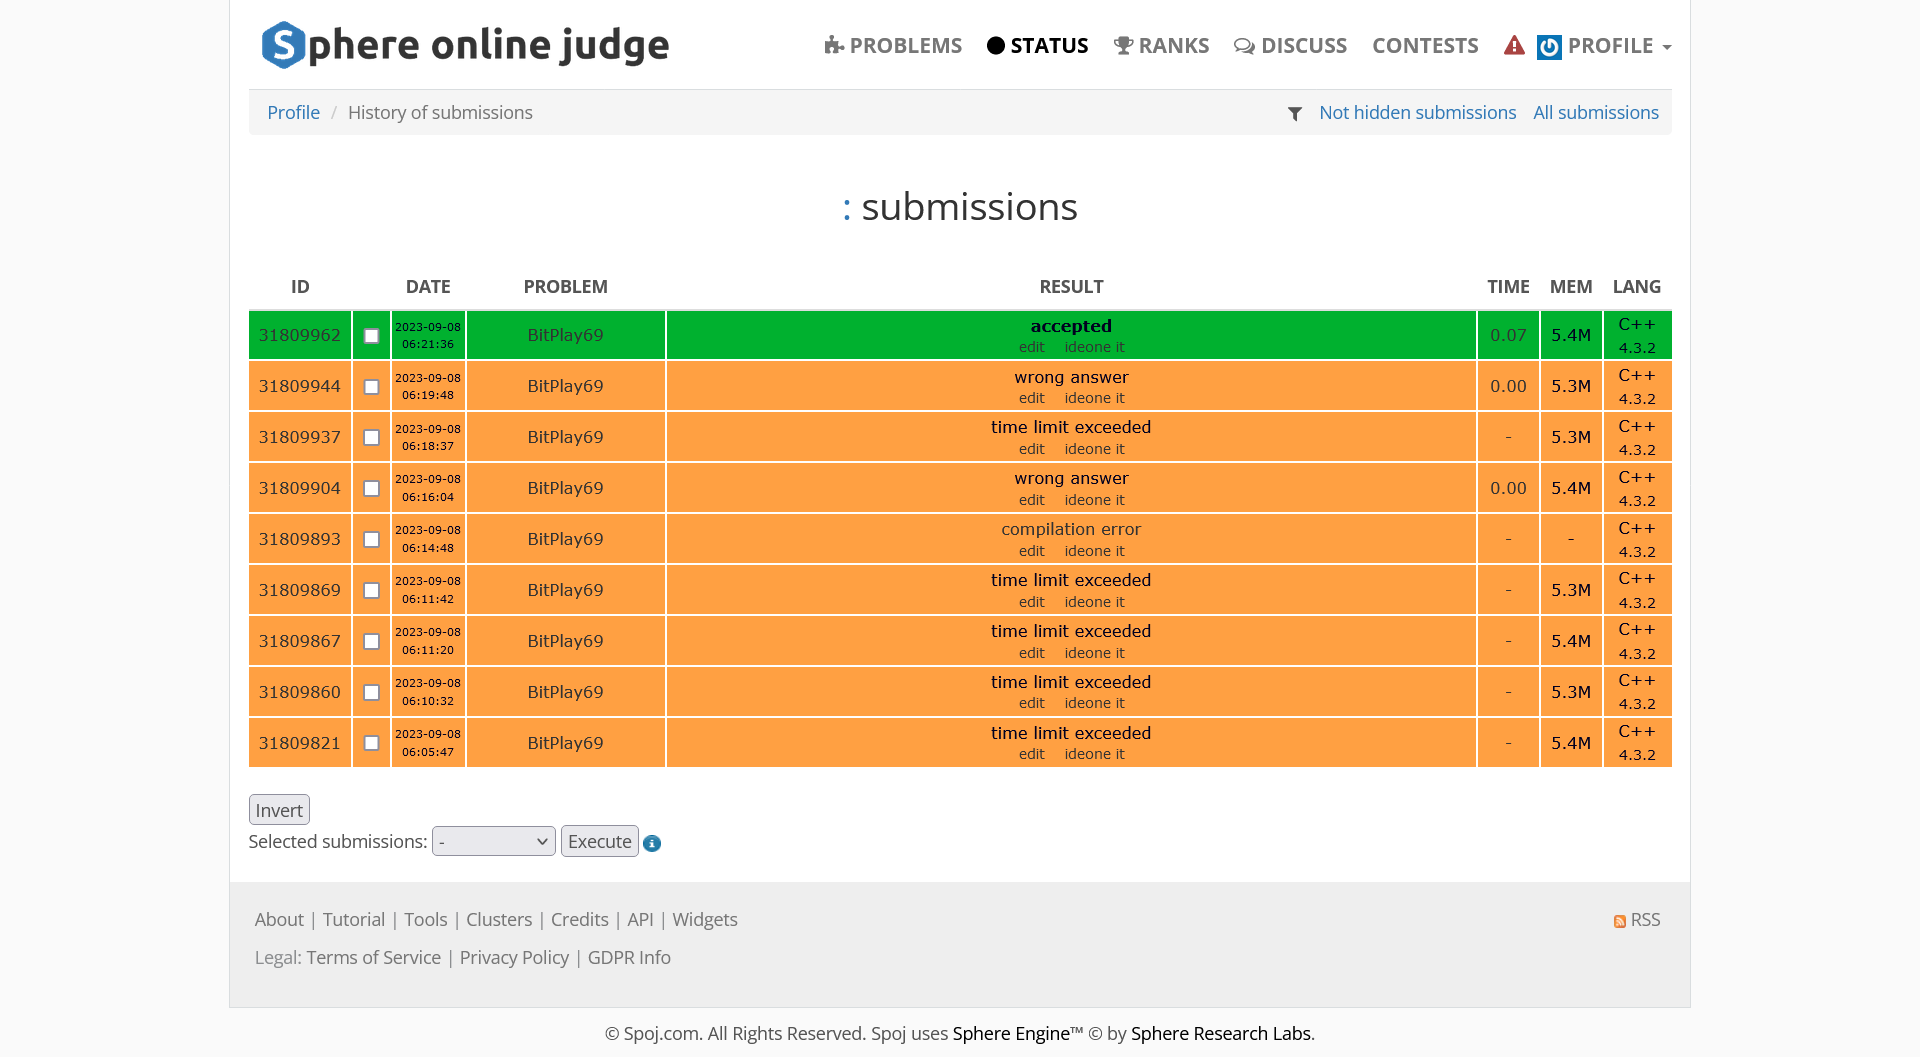 Sphere online judge
PROBLEMS STATUS RANKS DISCUSS CONTESTS PROFILE
Profile / History of submissions Not hidden submissions All submissions
: submissions
ID DATE PROBLEM RESULT TIME MEM LANG
31809962 2023-09-08 06:21:36 BitPlay69 accepted edit ideone it 0.07 5.4M C++ 4.3.2
31809944 2023-09-08 06:19:48 BitPlay69 wrong answer edit ideone it 0.00 5.3M C++ 4.3.2
31809937 2023-09-08 06:18:37 BitPlay69 time limit exceeded edit ideone it - 5.3M C++ 4.3.2
31809904 2023-09-08 06:16:04 BitPlay69 wrong answer edit ideone it 0.00 5.4M C++ 4.3.2
31809893 2023-09-08 06:14:48 BitPlay69 compilation error edit ideone it - - C++ 4.3.2
31809869 2023-09-08 06:11:42 BitPlay69 time limit exceeded edit ideone it - 5.3M C++ 4.3.2
31809867 2023-09-08 06:11:20 BitPlay69 time limit exceeded edit ideone it - 5.4M C++ 4.3.2
31809860 2023-09-08 06:10:32 BitPlay69 time limit exceeded edit ideone it - 5.3M C++ 4.3.2
31809821 2023-09-08 06:05:47 BitPlay69 time limit exceeded edit ideone it - 5.4M C++ 4.3.2
Invert
Selected submissions: - Execute
About | Tutorial | Tools | Clusters | Credits | API | Widgets RSS
Legal: Terms of Service | Privacy Policy | GDPR Info
© Spoj.com. All Rights Reserved. Spoj uses Sphere Engine™ © by Sphere Research Labs.